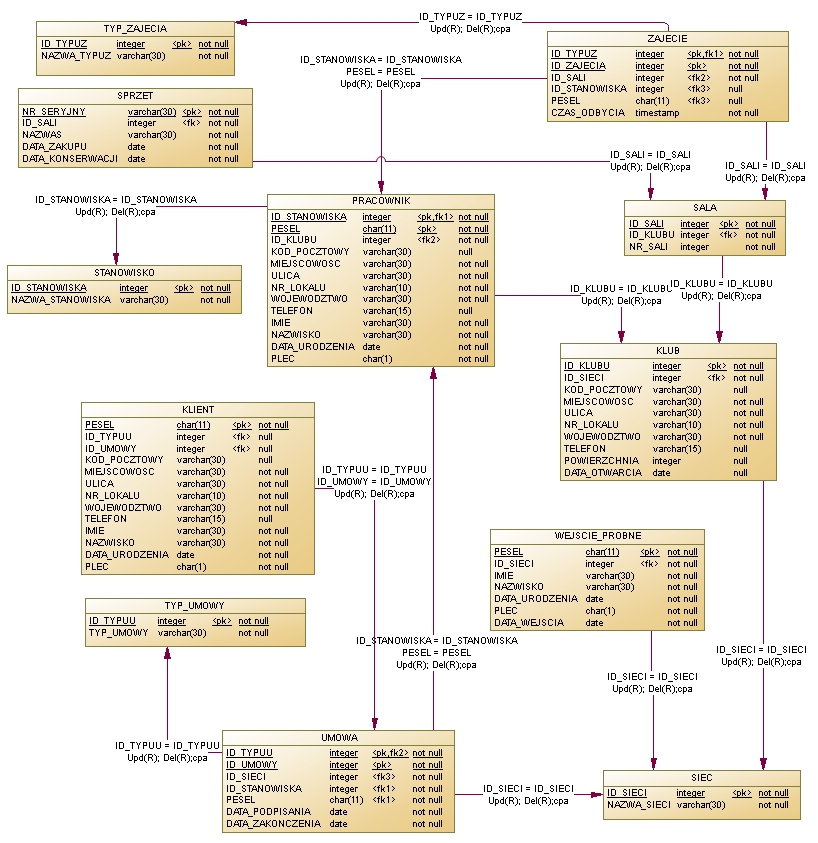 TYP_ZAJECIA
ID_TYPUZ integer <pk> not null
NAZWA_TYPUZ varchar(30) not null
ID_TYPUZ = ID_TYPUZ
Upd(R); Del(R);cpa
ZAJECIE
ID_TYPUZ integer <pk,fk1> not null
ID_ZAJECIA integer <pk> not null
ID_SALI integer <fk2> not null
ID_STANOWISKA integer <fk3> null
PESEL char(11) <fk3> null
CZAS_ODBYCIA timestamp not null
ID_STANOWISKA = ID_STANOWISKA
PESEL = PESEL
Upd(R); Del(R);cpa
SPRZET
NR_SERYJNY varchar(30) <pk> not null
ID_SALI integer <fk> not null
NAZWAS varchar(30) not null
DATA_ZAKUPU date not null
DATA_KONSERWACJI date not null
ID_SALI = ID_SALI
Upd(R); Del(R);cpa
ID_SALI = ID_SALI
Upd(R); Del(R);cpa
ID_STANOWISKA = ID_STANOWISKA
Upd(R); Del(R);cpa
PRACOWNIK
ID_STANOWISKA integer <pk,fk1> not null
PESEL char(11) <pk> not null
ID_KLUBU integer <fk2> not null
KOD_POCZTOWY varchar(30) null
MIEJSCOWOSC varchar(30) not null
ULICA varchar(30) not null
NR_LOKALU varchar(10) not null
WOJEWODZTWO varchar(30) not null
TELEFON varchar(15) null
IMIE varchar(30) not null
NAZWISKO varchar(30) not null
DATA_URODZENIA date not null
PLEC char(1) not null
SALA
ID_SALI integer <pk> not null
ID_KLUBU integer <fk> not null
NR_SALI integer not null
STANOWISKO
ID_STANOWISKA integer <pk> not null
NAZWA_STANOWISKA varchar(30) not null
ID_KLUBU = ID_KLUBU
Upd(R); Del(R);cpa
ID_KLUBU = ID_KLUBU
Upd(R); Del(R);cpa
KLUB
ID_KLUBU integer <pk> not null
ID_SIECI integer <fk> not null
KOD_POCZTOWY varchar(30) null
MIEJSCOWOSC varchar(30) not null
ULICA varchar(30) not null
NR_LOKALU varchar(10) not null
WOJEWODZTWO varchar(30) not null
TELEFON varchar(15) null
POWIERZCHNIA integer null
DATA_OTWARCIA date not null
KLIENT
PESEL char(11) <pk> not null
ID_TYPUU integer <fk> null
ID_UMOWY integer <fk> null
KOD_POCZTOWY varchar(30) null
MIEJSCOWOSC varchar(30) not null
ULICA varchar(30) not null
NR_LOKALU varchar(10) not null
WOJEWODZTWO varchar(30) not null
TELEFON varchar(15) null
IMIE varchar(30) not null
NAZWISKO varchar(30) not null
DATA_URODZENIA date not null
PLEC char(1) not null
ID_TYPUU = ID_TYPUU
ID_UMOWY = ID_UMOWY
Upd(R); Del(R);cpa
WEJSCIE_PROBNE
PESEL char(11) <pk> not null
ID_SIECI integer <fk> not null
IMIE varchar(30) not null
NAZWISKO varchar(30) not null
DATA_URODZENIA date not null
PLEC char(1) not null
DATA_WEJSCIA date not null
TYP_UMOWY
ID_TYPUU integer <pk> not null
TYP_UMOWY varchar(30) not null
ID_STANOWISKA = ID_STANOWISKA
PESEL = PESEL
Upd(R); Del(R);cpa
ID_SIECI = ID_SIECI
Upd(R); Del(R);cpa
ID_SIECI = ID_SIECI
Upd(R); Del(R);cpa
ID_TYPUU = ID_TYPUU
Upd(R); Del(R);cpa
UMOWA
ID_TYPUU integer <pk,fk2> not null
ID_UMOWY integer <pk> not null
ID_SIECI integer <fk3> not null
ID_STANOWISKA integer <fk1> not null
PESEL char(11) <fk1> not null
DATA_PODPISANIA date not null
DATA_ZAKONCZENIA date not null
ID_SIECI = ID_SIECI
Upd(R); Del(R);cpa
SIEC
ID_SIECI integer <pk> not null
NAZWA_SIECI varchar(30) not null